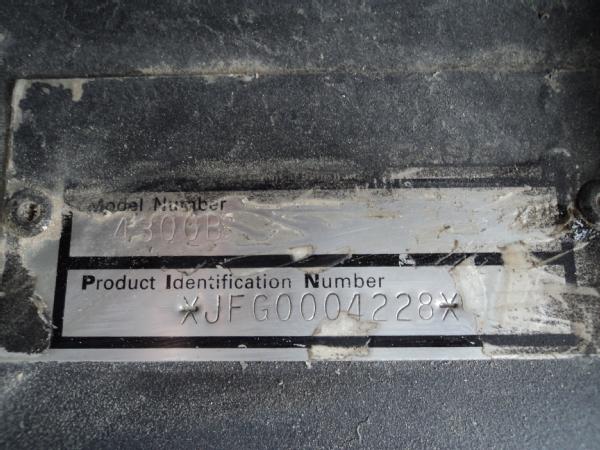 Model Number
4300B
Product Identification Number
*JFG0004228*